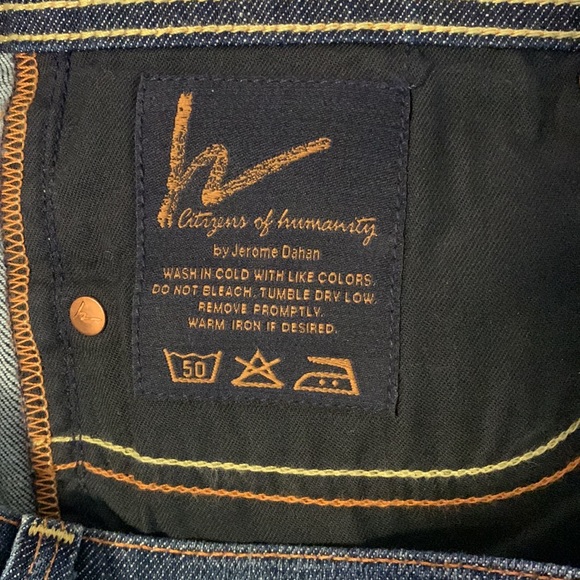 h
Citizens of humanity
by Jerome Dahan
WASH IN COLD WITH LIKE COLORS.
DO NOT BLEACH. TUMBLE DRY LOW.
REMOVE PROMPTLY.
WARM IRON IF DESIRED.
50
h